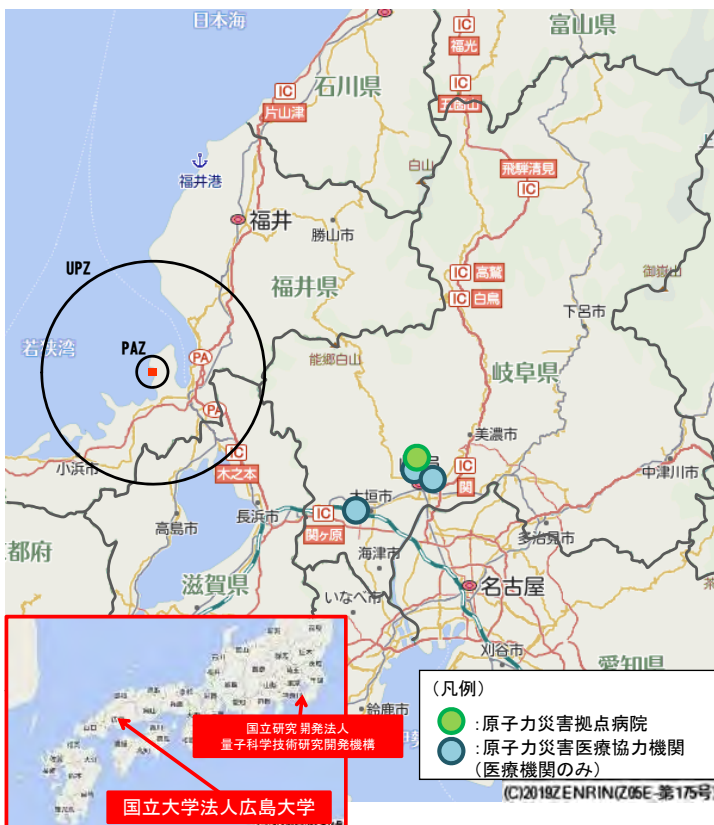 日本海
富山県
福光
IC
石川県
IC
片山津
五箇山
飛騨清見
IC
白山
福井港
福井
勝山市
御嶽山
UPZ
IC 高鷲
福井県
IC 白鳥
下呂市
若狭湾
PAZ
PA
能郷白山
岐阜県
PA
美濃市
小浜市
IC
木之本
IC
関
中津川市
大垣市
長浜市
IC
関ヶ原
高島市
多治見市
都府
海津市
滋賀県
名古屋
いなべ市
刈谷市
愛知県
鈴鹿市
国立研究開発法人
量子科学技術研究開発機構
国立大学法人広島大学
(凡例)
:原子力災害拠点病院
:原子力災害医療協力機関
(医療機関のみ)
(C)2019ZENRIN(Z05E-第175号)